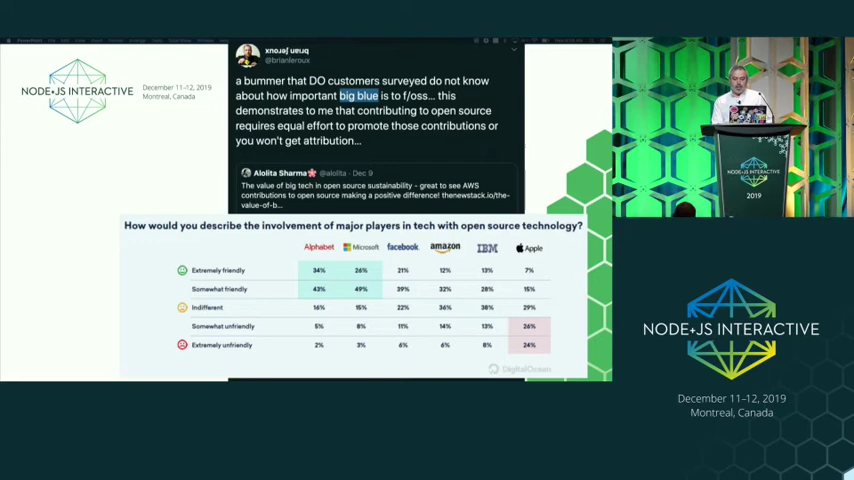 xnoɹǝl uɐᴉɹq
@brianleroux
a bummer that DO customers surveyed do not know
about how important big blue is to f/oss... this
demonstrates to me that contributing to open source
requires equal effort to promote those contributions or
you won't get attribution...
Alolita Sharma @alolita · Dec 9
The value of big tech in open source sustainability - great to see AWS
contributions to open source making a positive difference! thenewstack.io/the-
value-of-b...
NODE+JS INTERACTIVE
December 11-12, 2019
Montreal, Canada
How would you describe the involvement of major players in tech with open source technology?
Alphabet Microsoft facebook amazon IBM Apple
Extremely friendly 34% 26% 21% 12% 13% 7%
Somewhat friendly 43% 49% 39% 32% 28% 15%
Indifferent 16% 15% 22% 36% 38% 29%
Somewhat unfriendly 5% 8% 11% 14% 13% 26%
Extremely unfriendly 2% 3% 6% 6% 8% 24%
DigitalOcean
NODE+JS INTERACTIVE
2019
NODE+JS INTERACTIVE
December 11–12, 2019
Montreal, Canada